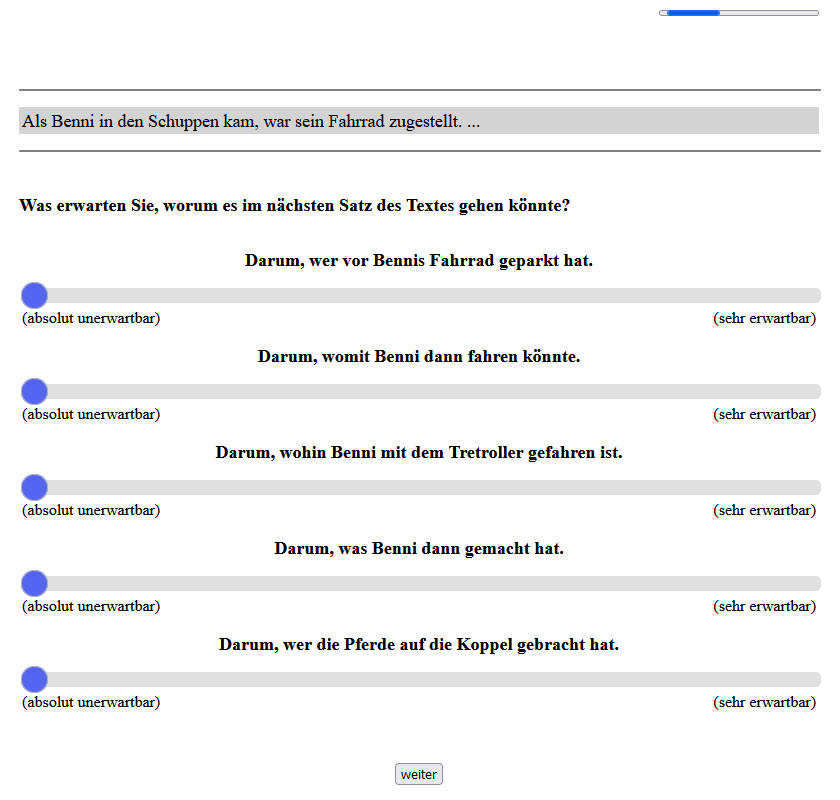 Als Benni in den Schuppen kam, war sein Fahrrad zugestellt. ...
Was erwarten Sie, worum es im nächsten Satz des Textes gehen könnte?
Darum, wer vor Bennis Fahrrad geparkt hat.
(absolut unerwartbar) (sehr erwartbar)
Darum, womit Benni dann fahren könnte.
(absolut unerwartbar) (sehr erwartbar)
Darum, wohin Benni mit dem Tretroller gefahren ist.
(absolut unerwartbar) (sehr erwartbar)
Darum, was Benni dann gemacht hat.
(absolut unerwartbar) (sehr erwartbar)
Darum, wer die Pferde auf die Koppel gebracht hat.
(absolut unerwartbar) (sehr erwartbar)
weiter